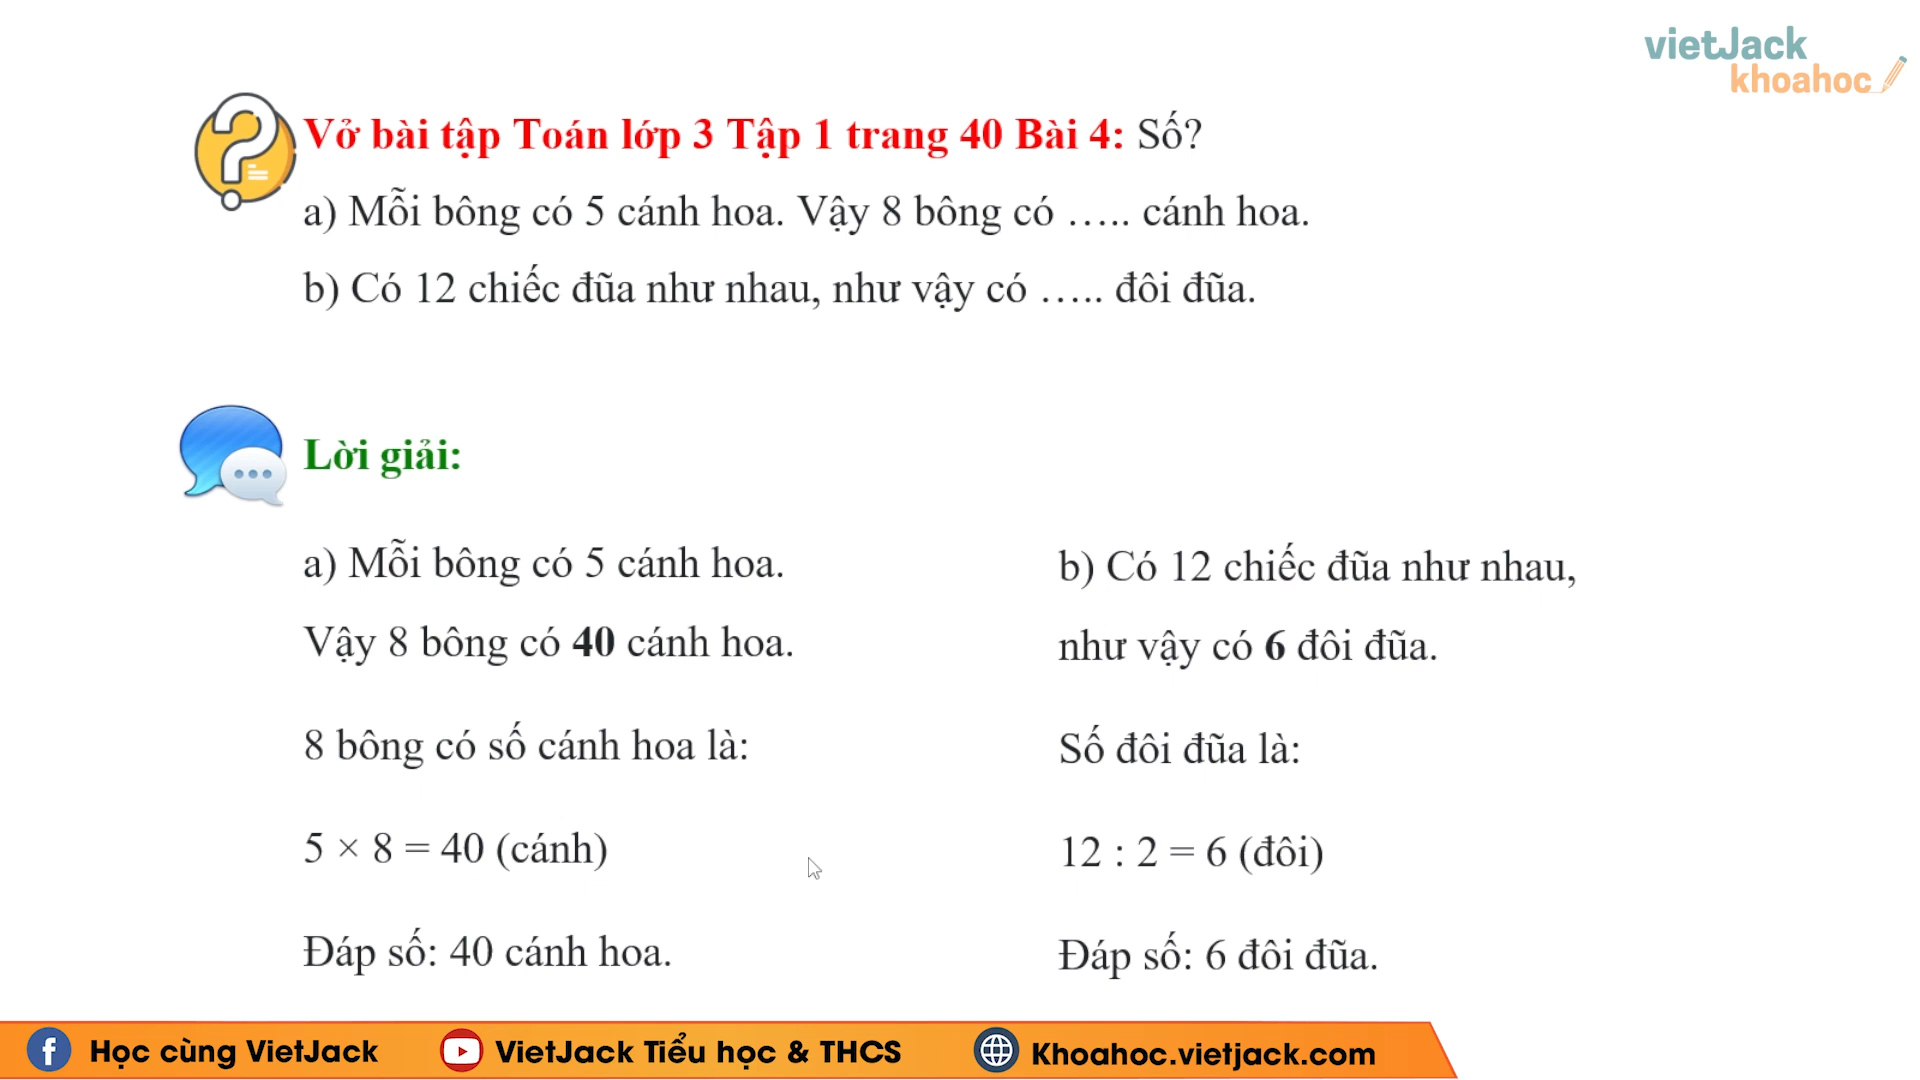 vietJack
khoahoc
Vở bài tập Toán lớp 3 Tập 1 trang 40 Bài 4: Số?
a) Mỗi bông có 5 cánh hoa. Vậy 8 bông có ….. cánh hoa.
b) Có 12 chiếc đũa như nhau, như vậy có ….. đôi đũa.
Lời giải:
a) Mỗi bông có 5 cánh hoa.
Vậy 8 bông có 40 cánh hoa.
8 bông có số cánh hoa là:
5 × 8 = 40 (cánh)
Đáp số: 40 cánh hoa.
b) Có 12 chiếc đũa như nhau,
như vậy có 6 đôi đũa.
Số đôi đũa là:
12 : 2 = 6 (đôi)
Đáp số: 6 đôi đũa.
Học cùng VietJack
VietJack Tiểu học & THCS
Khoahoc.vietjack.com